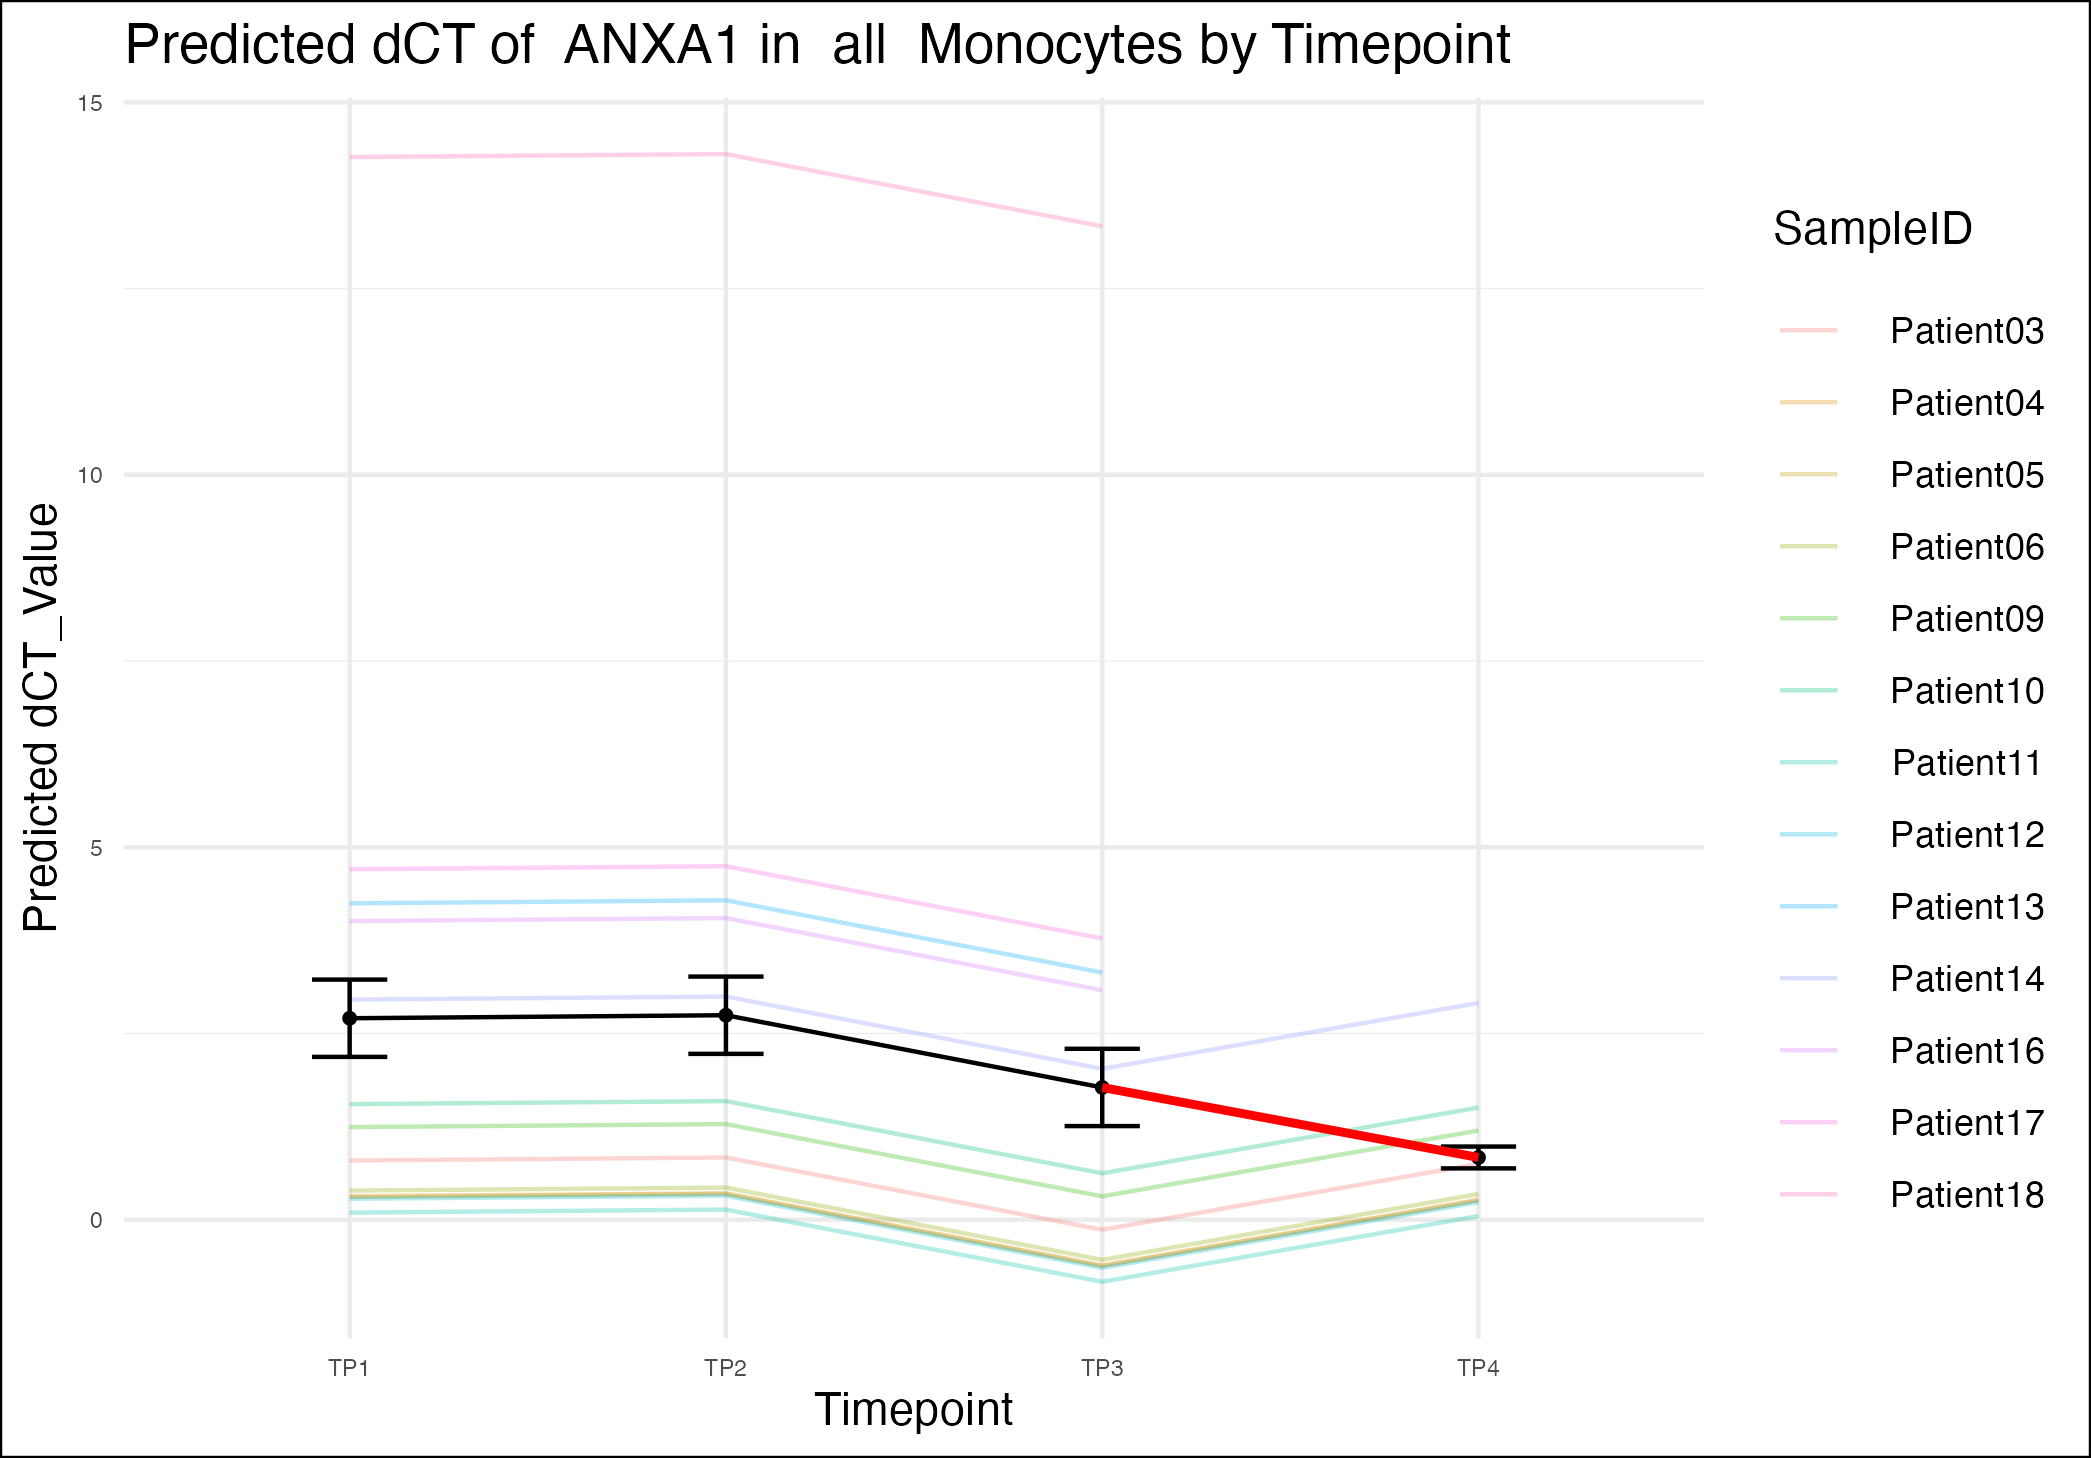 Predicted dCT of  ANXA1 in  all  Monocytes by Timepoint
15
10
5
0
Predicted dCT_Value
TP1
TP2
TP3
TP4
Timepoint
SampleID
Patient03
Patient04
Patient05
Patient06
Patient09
Patient10
Patient11
Patient12
Patient13
Patient14
Patient16
Patient17
Patient18